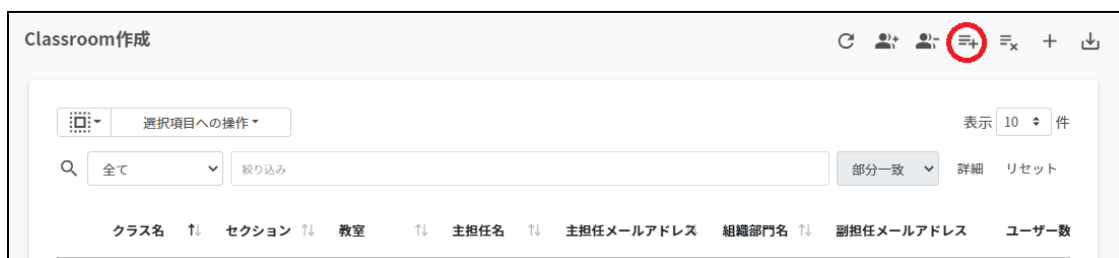 Classroom作成
選択項目への操作
表示 10 件
全て 絞り込み 部分一致 詳細 リセット
クラス名 セクション 教室 主担任名 主担任メールアドレス 組織部門名 副担任メールアドレス ユーザー数